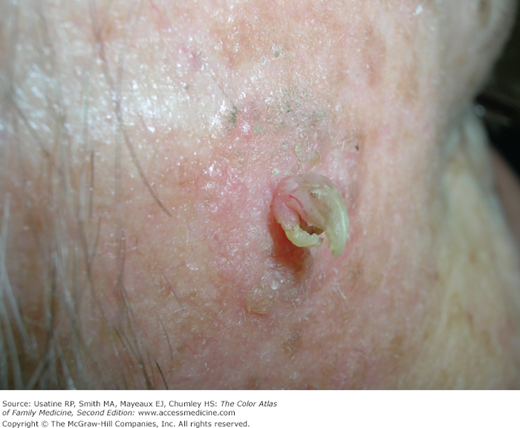 Source: Usatine RP, Smith MA, Mayeaux EJ, Chumley HS: The Color Atlas
of Family Medicine, Second Edition: www.accessmedicine.com
Copyright © The McGraw-Hill Companies, Inc. All rights reserved.